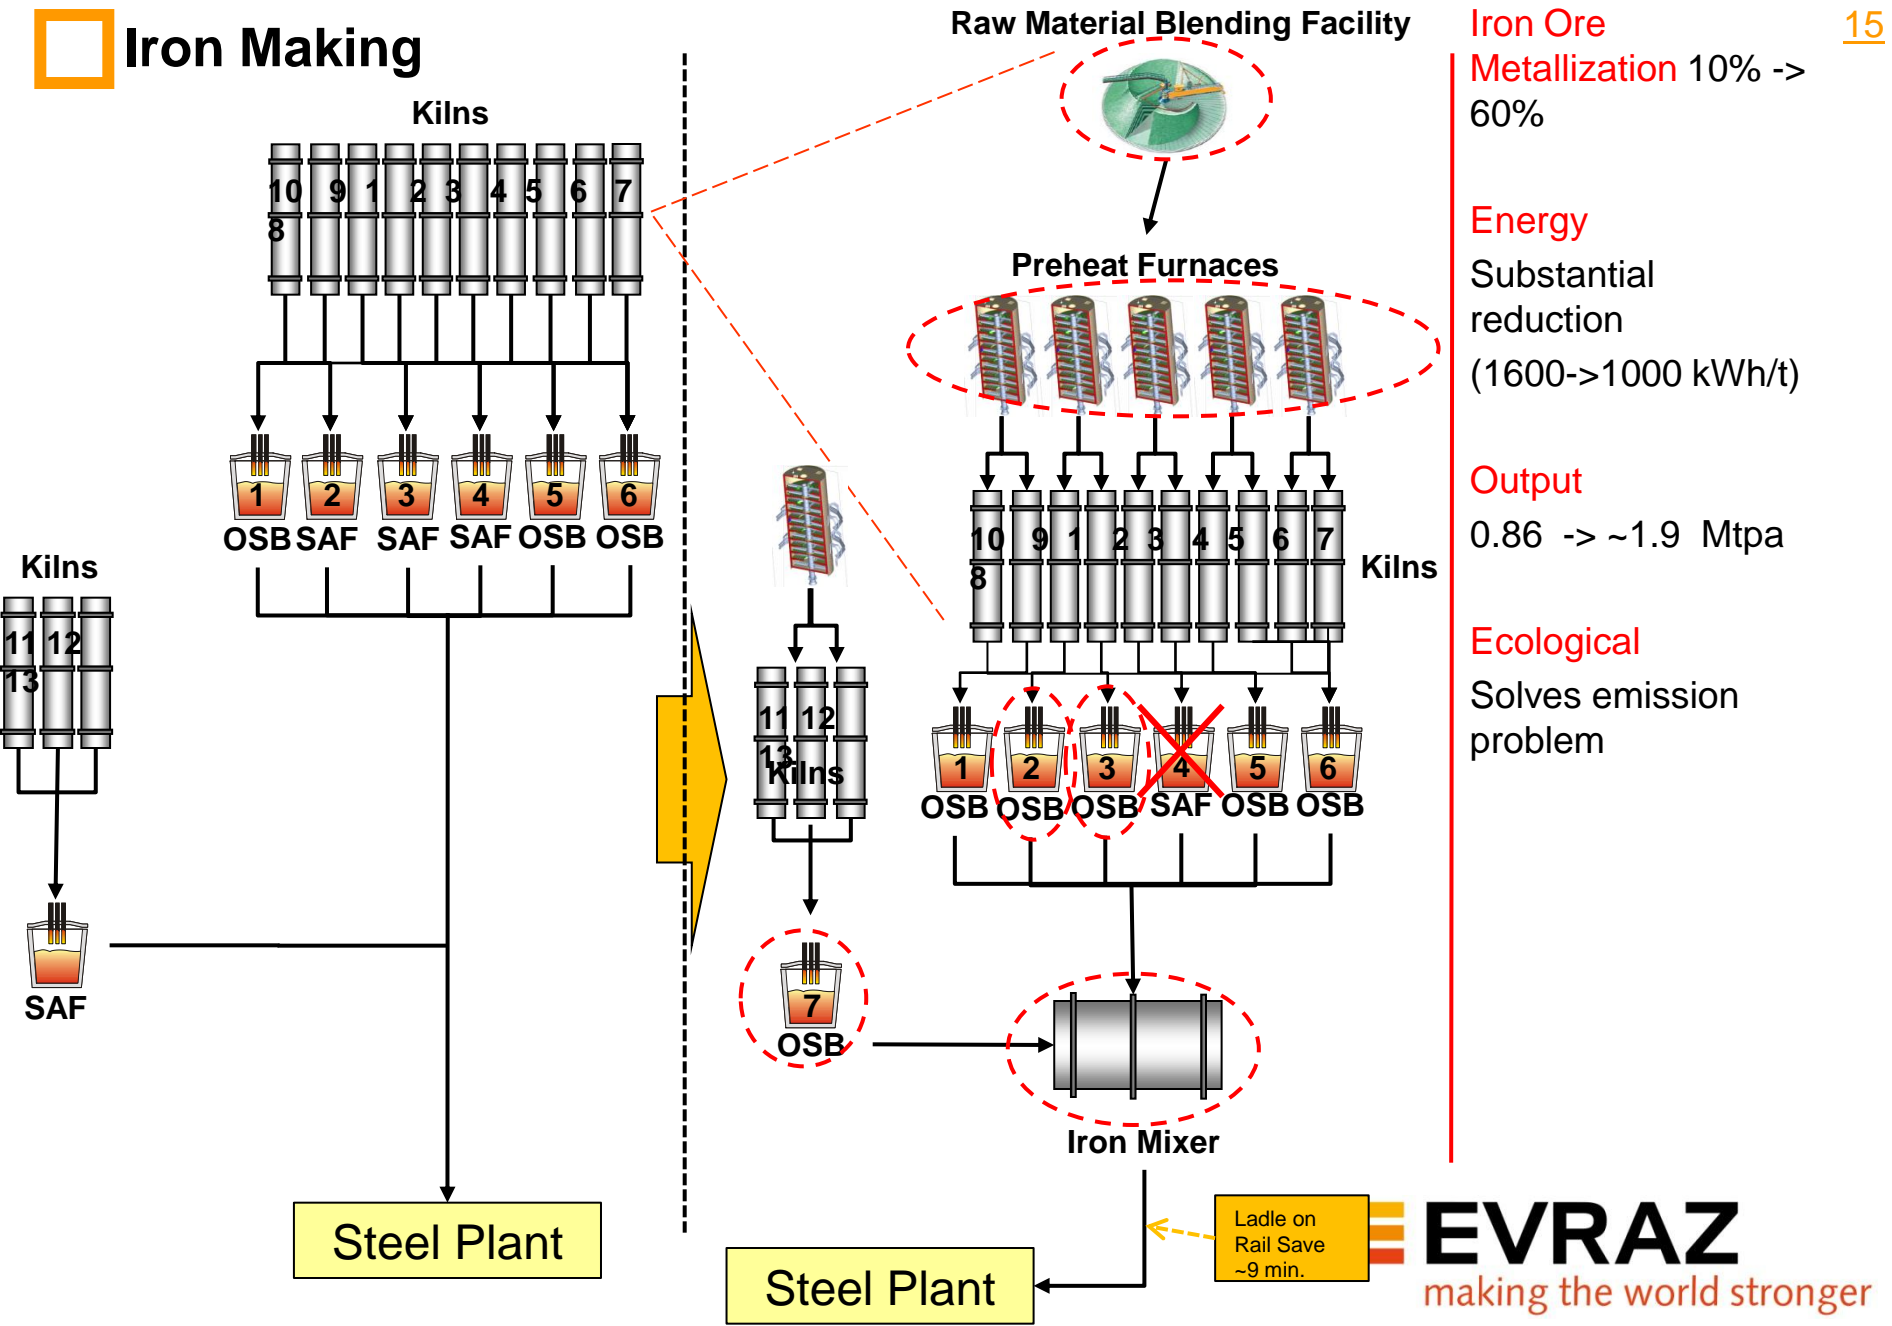 Iron Making
Kilns
10 9 1 2 3 4 5 6 7
8
1 2 3 4 5 6
OSB SAF SAF SAF OSB OSB
Kilns
11 12
13
SAF
Steel Plant
Raw Material Blending Facility
Preheat Furnaces
10 9 1 2 3 4 5 6 7
8
Kilns
1 2 3 4 5 6
OSB OSB OSB SAF OSB OSB
11 12
13
Kilns
7
OSB
Iron Mixer
Steel Plant
Ladle on
Rail Save
~9 min.
Iron Ore
Metallization 10% ->
60%
Energy
Substantial
reduction
(1600->1000 kWh/t)
Output
0.86 -> ~1.9 Mtpa
Ecological
Solves emission
problem
15
EVRAZ
making the world stronger